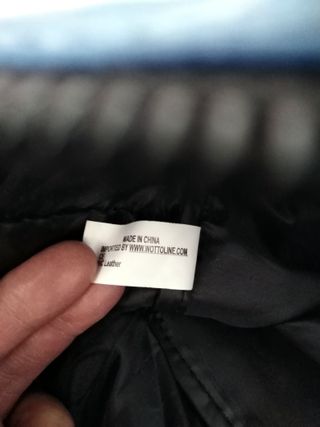 MADE IN CHINA
IMPORTED BY WWW.WOTTOLINE.COM
Leather